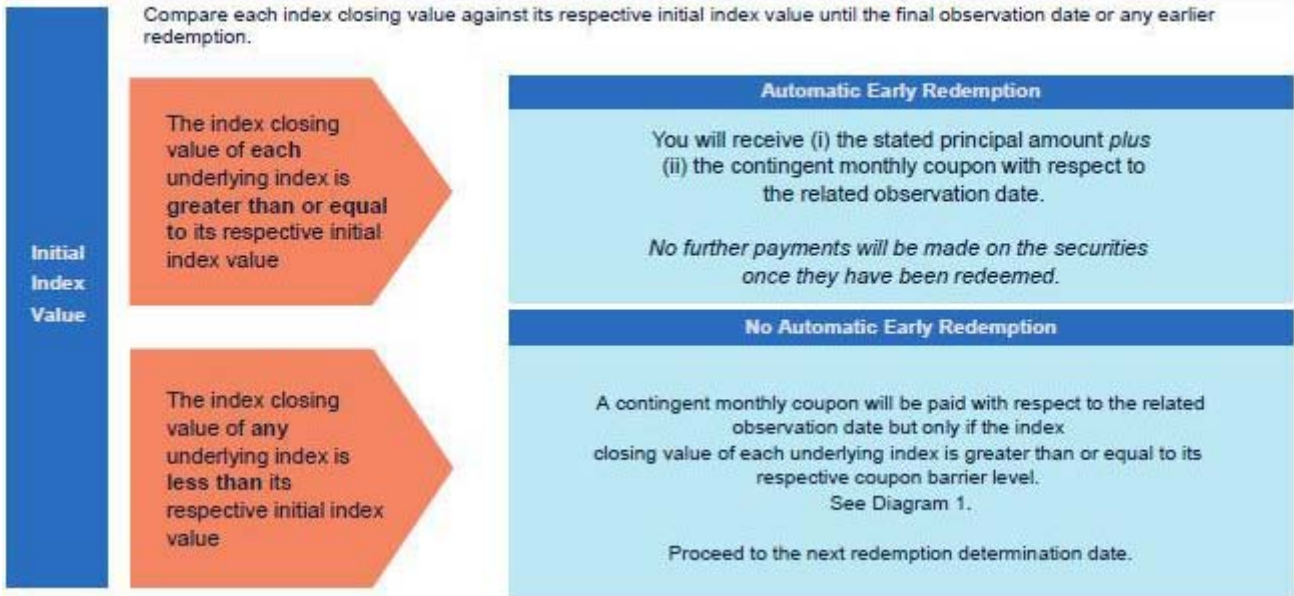 Compare each index closing value against its respective initial index value until the final observation date or any earlier
redemption.
Initial
Index
Value
The index closing
value of each
underlying index is
greater than or equal
to its respective initial
index value
Automatic Early Redemption
You will receive (i) the stated principal amount plus
(ii) the contingent monthly coupon with respect to
the related observation date.
No further payments will be made on the securities
once they have been redeemed.
The index closing
value of any
underlying index is
less than its
respective initial index
value
No Automatic Early Redemption
A contingent monthly coupon will be paid with respect to the related
observation date but only if the index
closing value of each underlying index is greater than or equal to its
respective coupon barrier level.
See Diagram 1.
Proceed to the next redemption determination date.